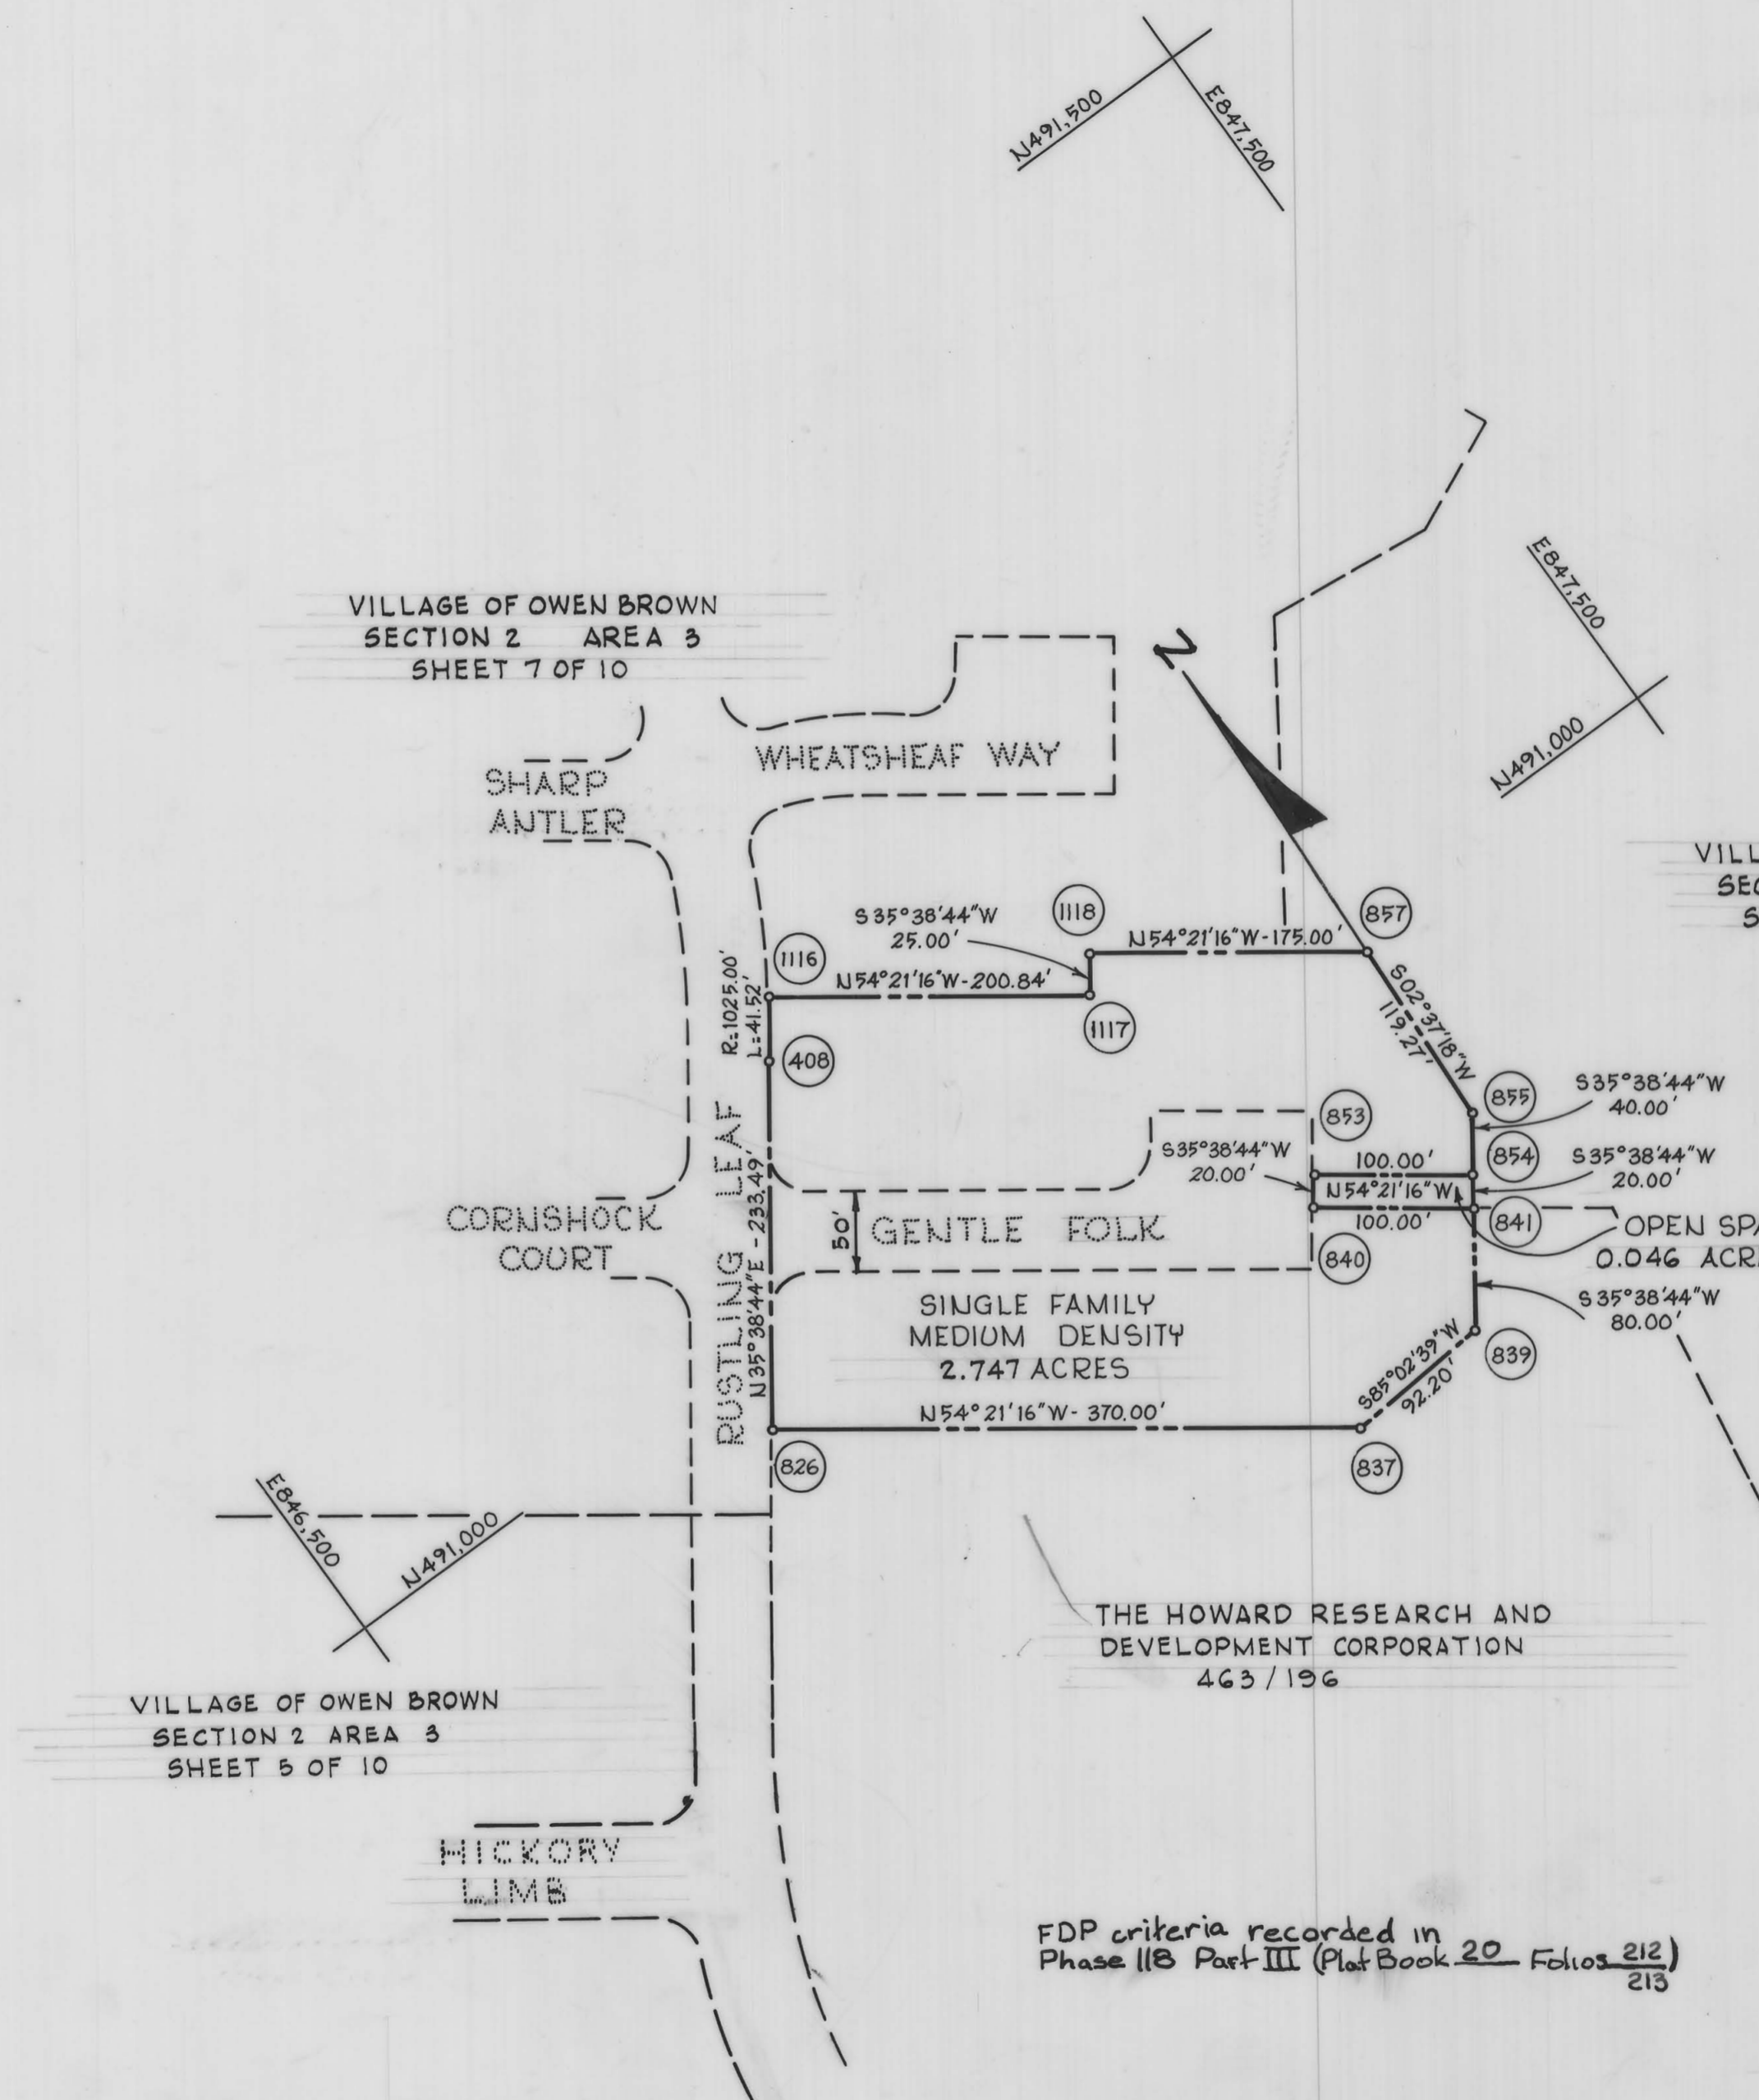 N491,500
E847,500
E847,500
N491,000
VILLAGE OF OWEN BROWN
SECTION 2 AREA 3
SHEET 7 OF 10
N
WHEATSHEAF WAY
SHARP
ANTLER
VILL
SEC
S
S35°38'44"W
25.00'
1118
857
N54°21'16"W-175.00'
1116
N54°21'16"W-200.84'
1117
R=1025.00'
L=41.52'
408
S02°37'18"W
119.27'
855
S35°38'44"W
40.00'
853
S35°38'44"W
20.00'
100.00'
854
S35°38'44"W
20.00'
N54°21'16"W
100.00'
841
840
OPEN SPA
0.046 ACR
RUSTLING LEAF
N35°38'44"E - 233.49'
CORNSHOCK
COURT
50'
GENTLE FOLK
SINGLE FAMILY
MEDIUM DENSITY
2.747 ACRES
S35°38'44"W
80.00'
839
S85°02'39"W
92.20'
N54°21'16"W- 370.00'
826
837
E846,500
N491,000
THE HOWARD RESEARCH AND
DEVELOPMENT CORPORATION
463/196
VILLAGE OF OWEN BROWN
SECTION 2 AREA 3
SHEET 5 OF 10
HICKORY
LIMB
FDP criteria recorded in
Phase 118 Part III (Plat Book 20 Folios 212)
213